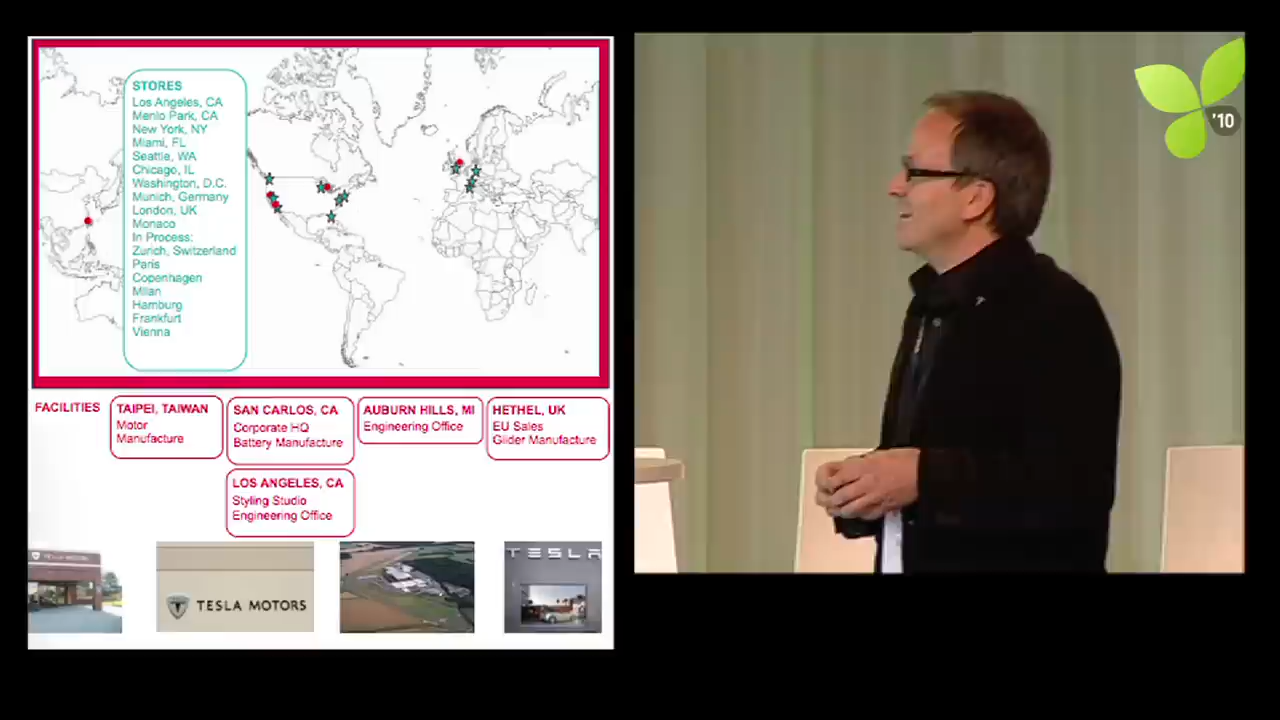 STORES
Los Angeles, CA
Menlo Park, CA
New York, NY
Miami, FL
Seattle, WA
Chicago, IL
Washington, D.C.
Munich, Germany
London, UK
Monaco
In Process:
Zurich, Switzerland
Paris
Copenhagen
Milan
Hamburg
Frankfurt
Vienna
'10
FACILITIES
TAIPEI, TAIWAN
Motor
Manufacture
SAN CARLOS, CA
Corporate HQ
Battery Manufacture
AUBURN HILLS, MI
Engineering Office
HETHEL, UK
EU Sales
Glider Manufacture
LOS ANGELES, CA
Styling Studio
Engineering Office
TESLA MOTORS
TESLA MOTORS
TESLA